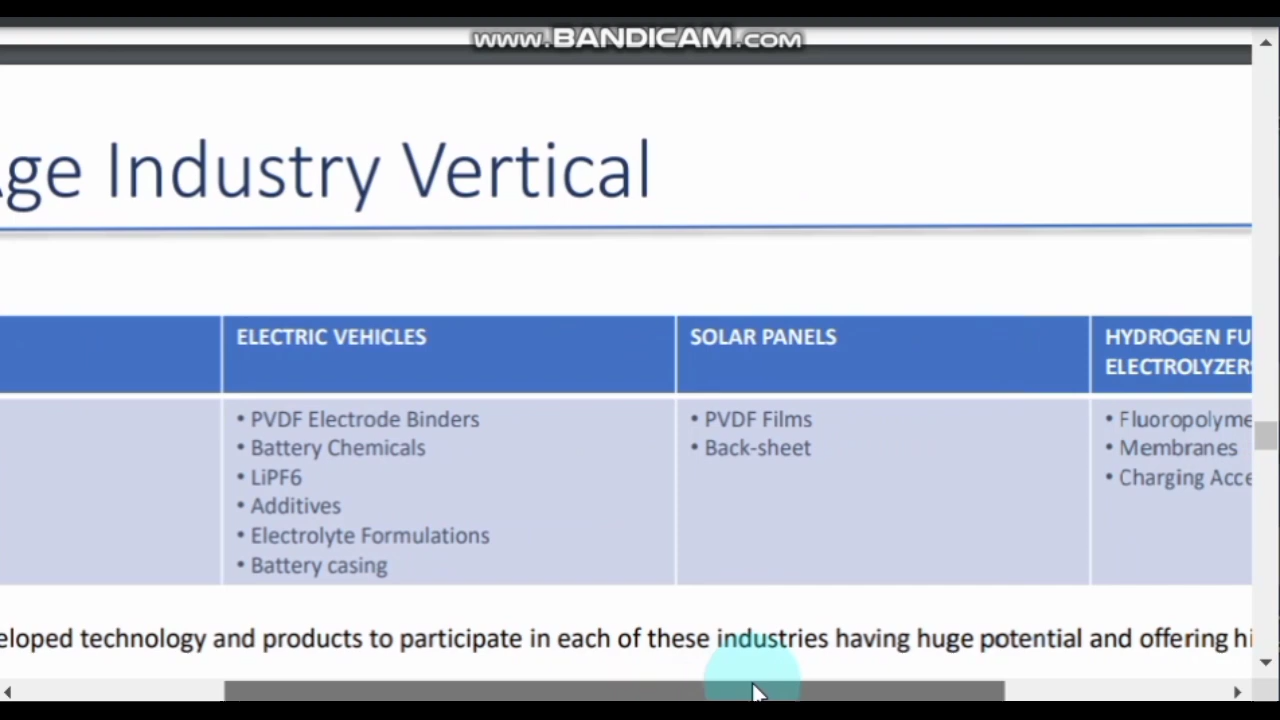 www.BANDICAM.com
ge Industry Vertical
ELECTRIC VEHICLES
• PVDF Electrode Binders
• Battery Chemicals
• LiPF6
• Additives
• Electrolyte Formulations
• Battery casing
SOLAR PANELS
• PVDF Films
• Back-sheet
HYDROGEN FU
ELECTROLYZER
• Fluoropolyme
• Membranes
• Charging Acce
eloped technology and products to participate in each of these industries having huge potential and offering hi